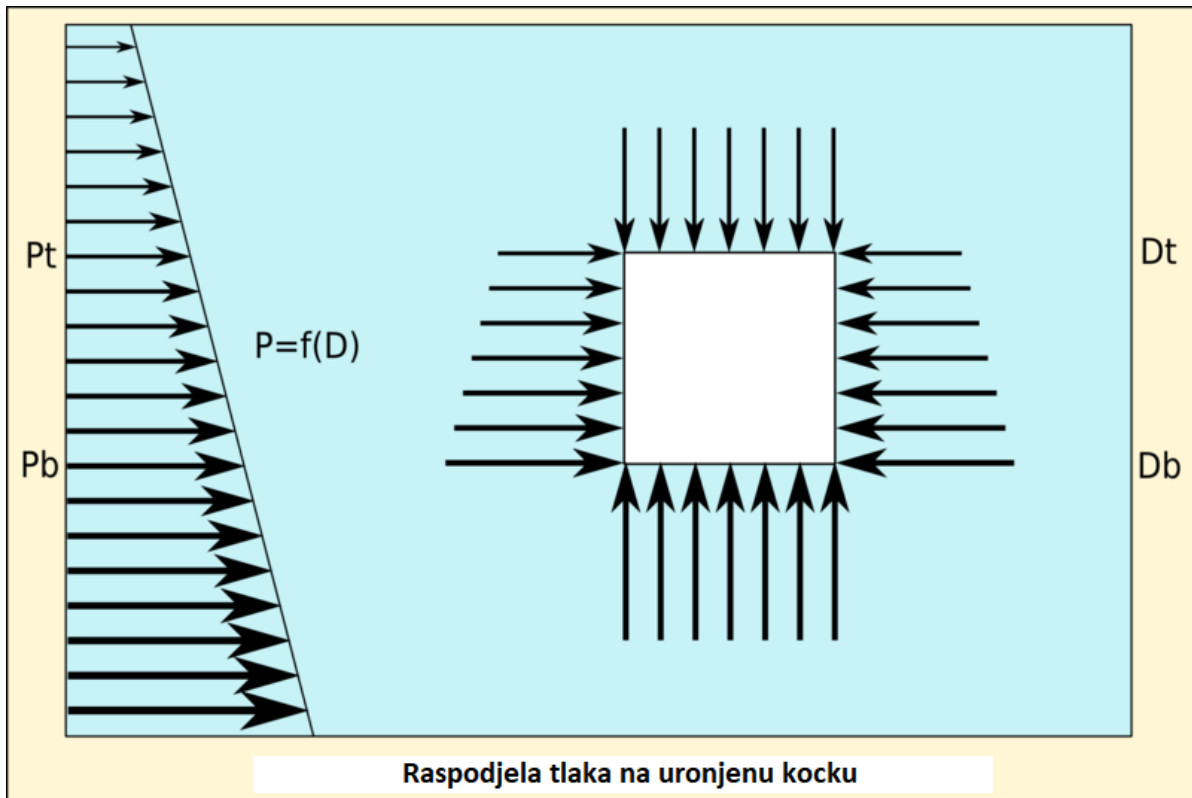 Pt
Dt
P=f(D)
Pb
Db
Raspodjela tlaka na uronjenu kocku